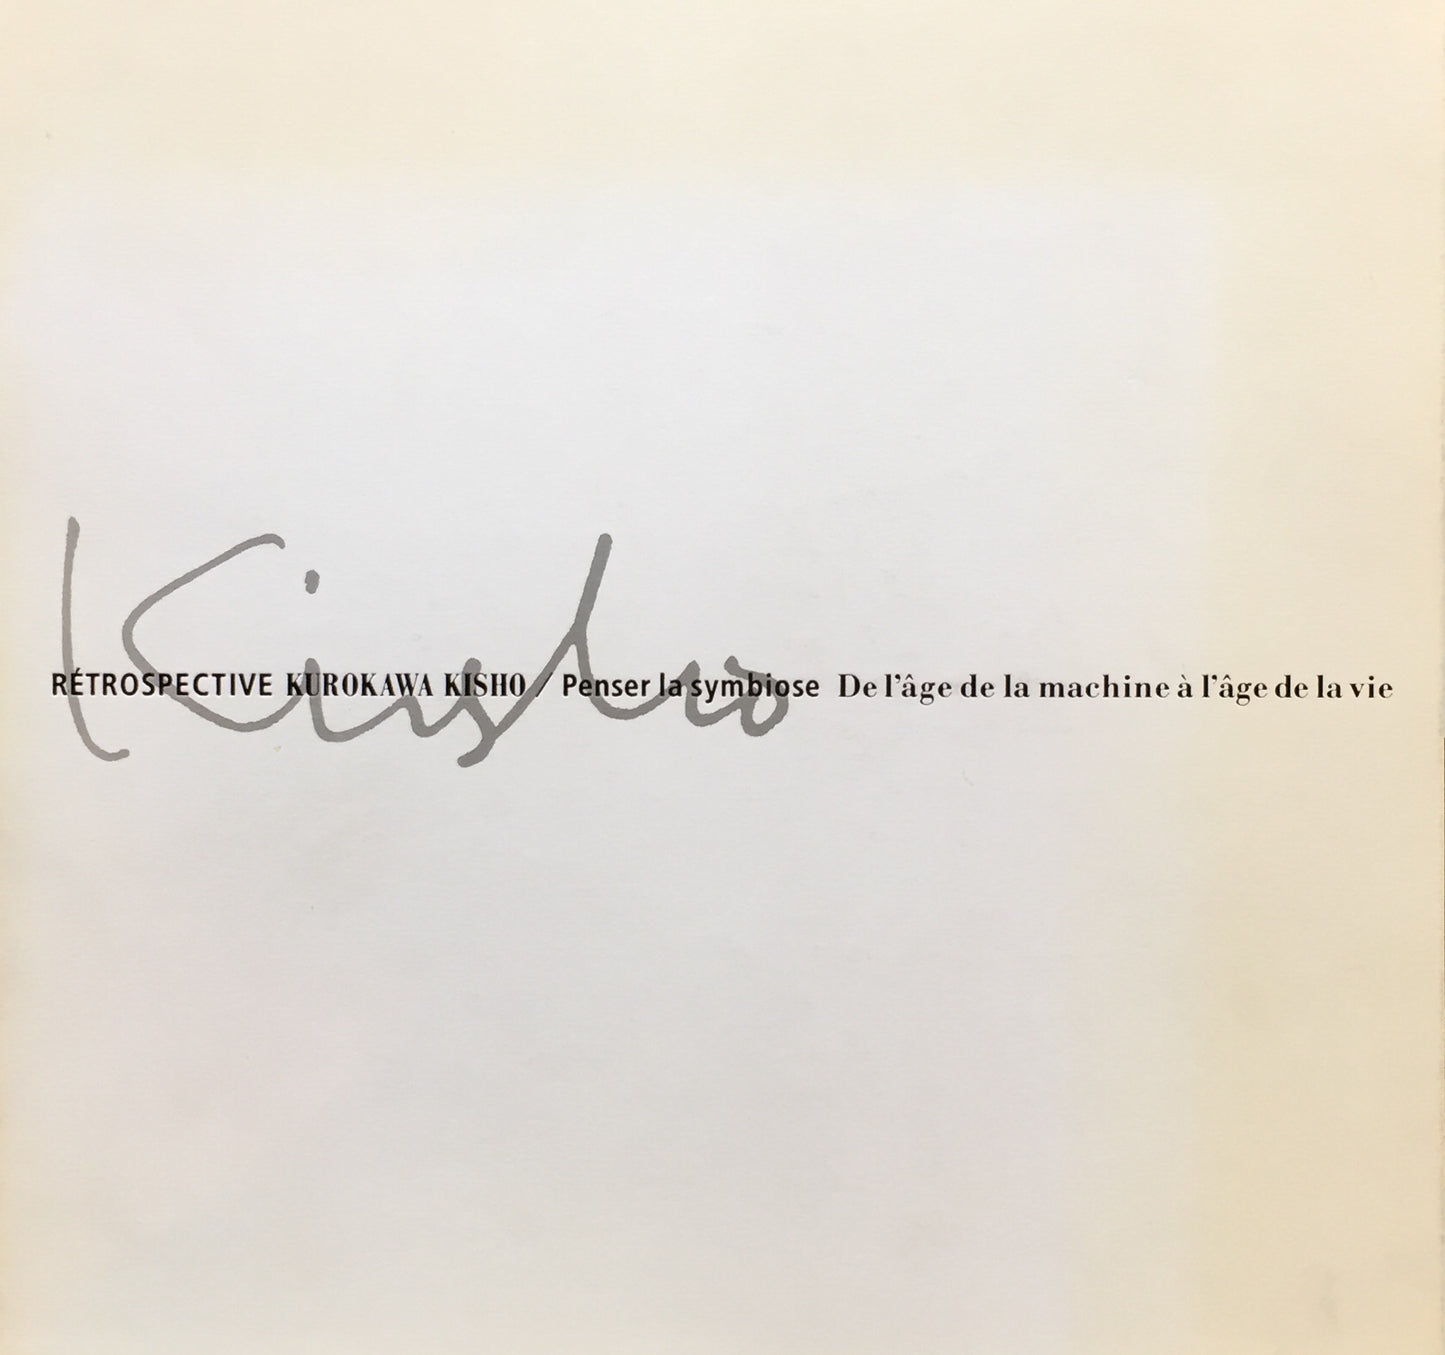 Kisho
RÉTROSPECTIVE KUROKAWA KISHO / Penser la symbiose De l'âge de la machine à l'âge de la vie